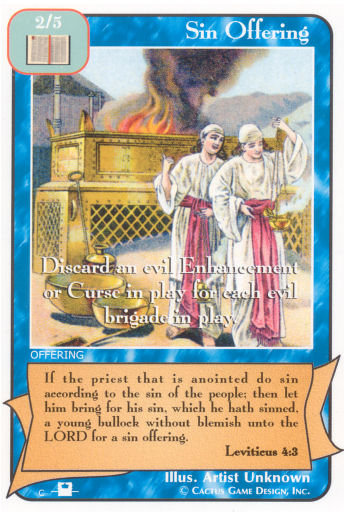 2/5
Sin Offering
Discard an evil Enhancement
or Curse in play for each evil
brigade in play.
OFFERING
If the priest that is anointed do sin
according to the sin of the people; then let
him bring for his sin, which he hath sinned,
a young bullock without blemish unto the
LORD for a sin offering.
Leviticus 4:3
Illus. Artist Unknown
C
© CACTUS GAME DESIGN, INC.